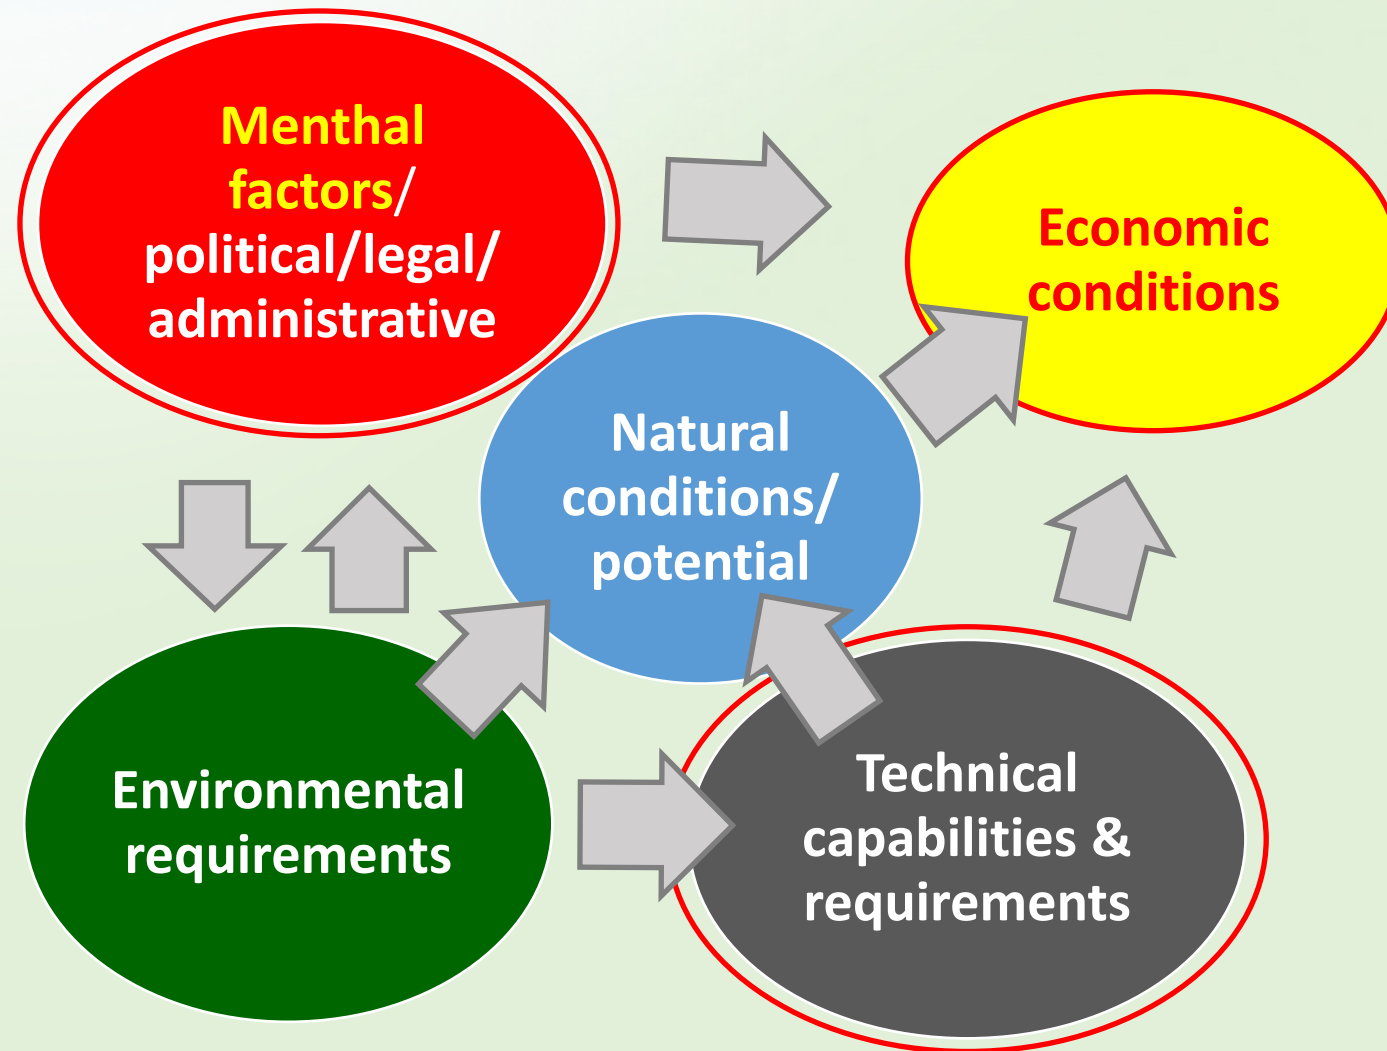 Menthal
factors/
political/legal/
administrative
Economic
conditions
Natural
conditions/
potential
Environmental
requirements
Technical
capabilities &
requirements